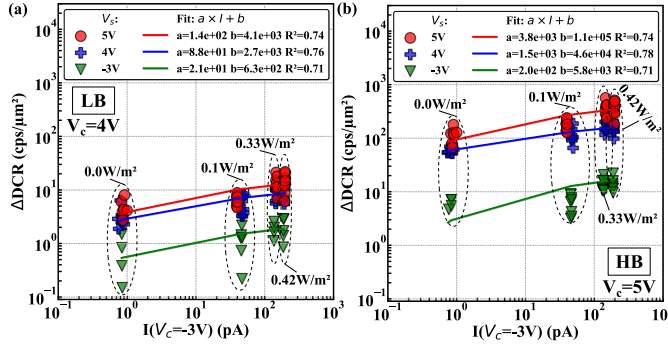 (a)
Vₛ: Fit: a × I + b
5V a=1.4e+02 b=4.1e+03 R²=0.74
4V a=8.8e+01 b=2.7e+03 R²=0.76
-3V a=2.1e+01 b=6.3e+02 R²=0.71
LB
V_c=4V
0.0W/m²
0.1W/m²
0.33W/m²
0.42W/m²
ΔDCR (cps/μm²)
10⁴
10³
10²
10¹
10⁰
10⁻¹
10⁻¹ 10⁰ 10¹ 10² 10³
I(V_c=-3V) (pA)
(b)
Vₛ: Fit: a × I + b
5V a=3.8e+03 b=1.1e+05 R²=0.74
4V a=1.5e+03 b=4.6e+04 R²=0.78
-3V a=2.0e+02 b=5.8e+03 R²=0.71
0.0W/m²
0.1W/m²
0.42W/m²
0.33W/m²
HB
V_c=5V
ΔDCR (cps/μm²)
10⁴
10³
10²
10¹
10⁰
10⁻¹
10⁻¹ 10⁰ 10¹ 10²
I(V_c=-3V) (pA)